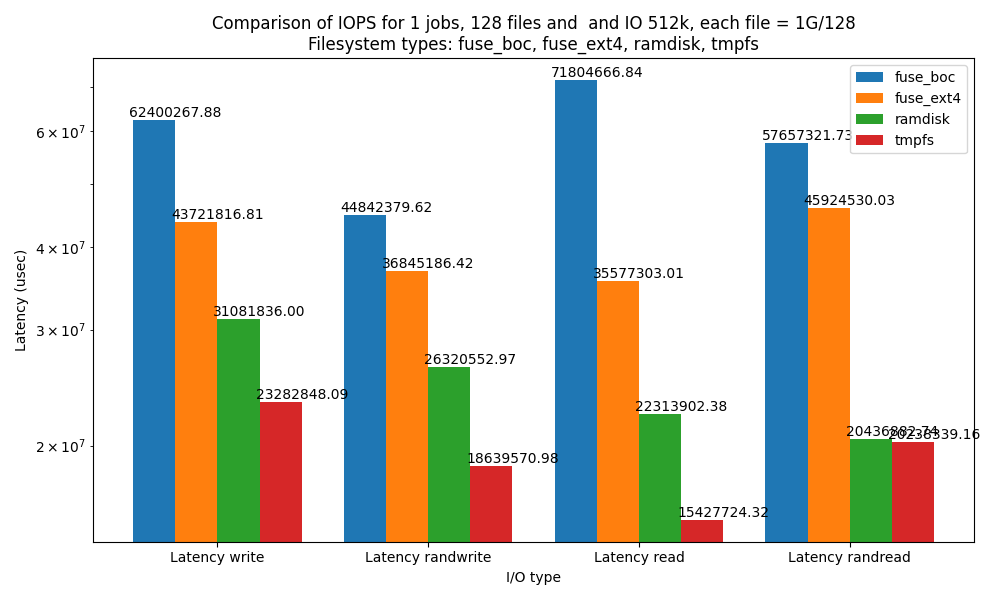 Comparison of IOPS for 1 jobs, 128 files and  and IO 512k, each file = 1G/128
Filesystem types: fuse_boc, fuse_ext4, ramdisk, tmpfs
71804666.84
fuse_boc
fuse_ext4
ramdisk
tmpfs
62400267.88
6 × 10^7
57657321.73
43721816.81
44842379.62
45924530.03
4 × 10^7
36845186.42
35577303.01
31081836.00
3 × 10^7
26320552.97
23282848.09
22313902.38
2 × 10^7
20436882.74
20238339.16
18639570.98
15427724.32
Latency (usec)
Latency write
Latency randwrite
Latency read
Latency randread
I/O type